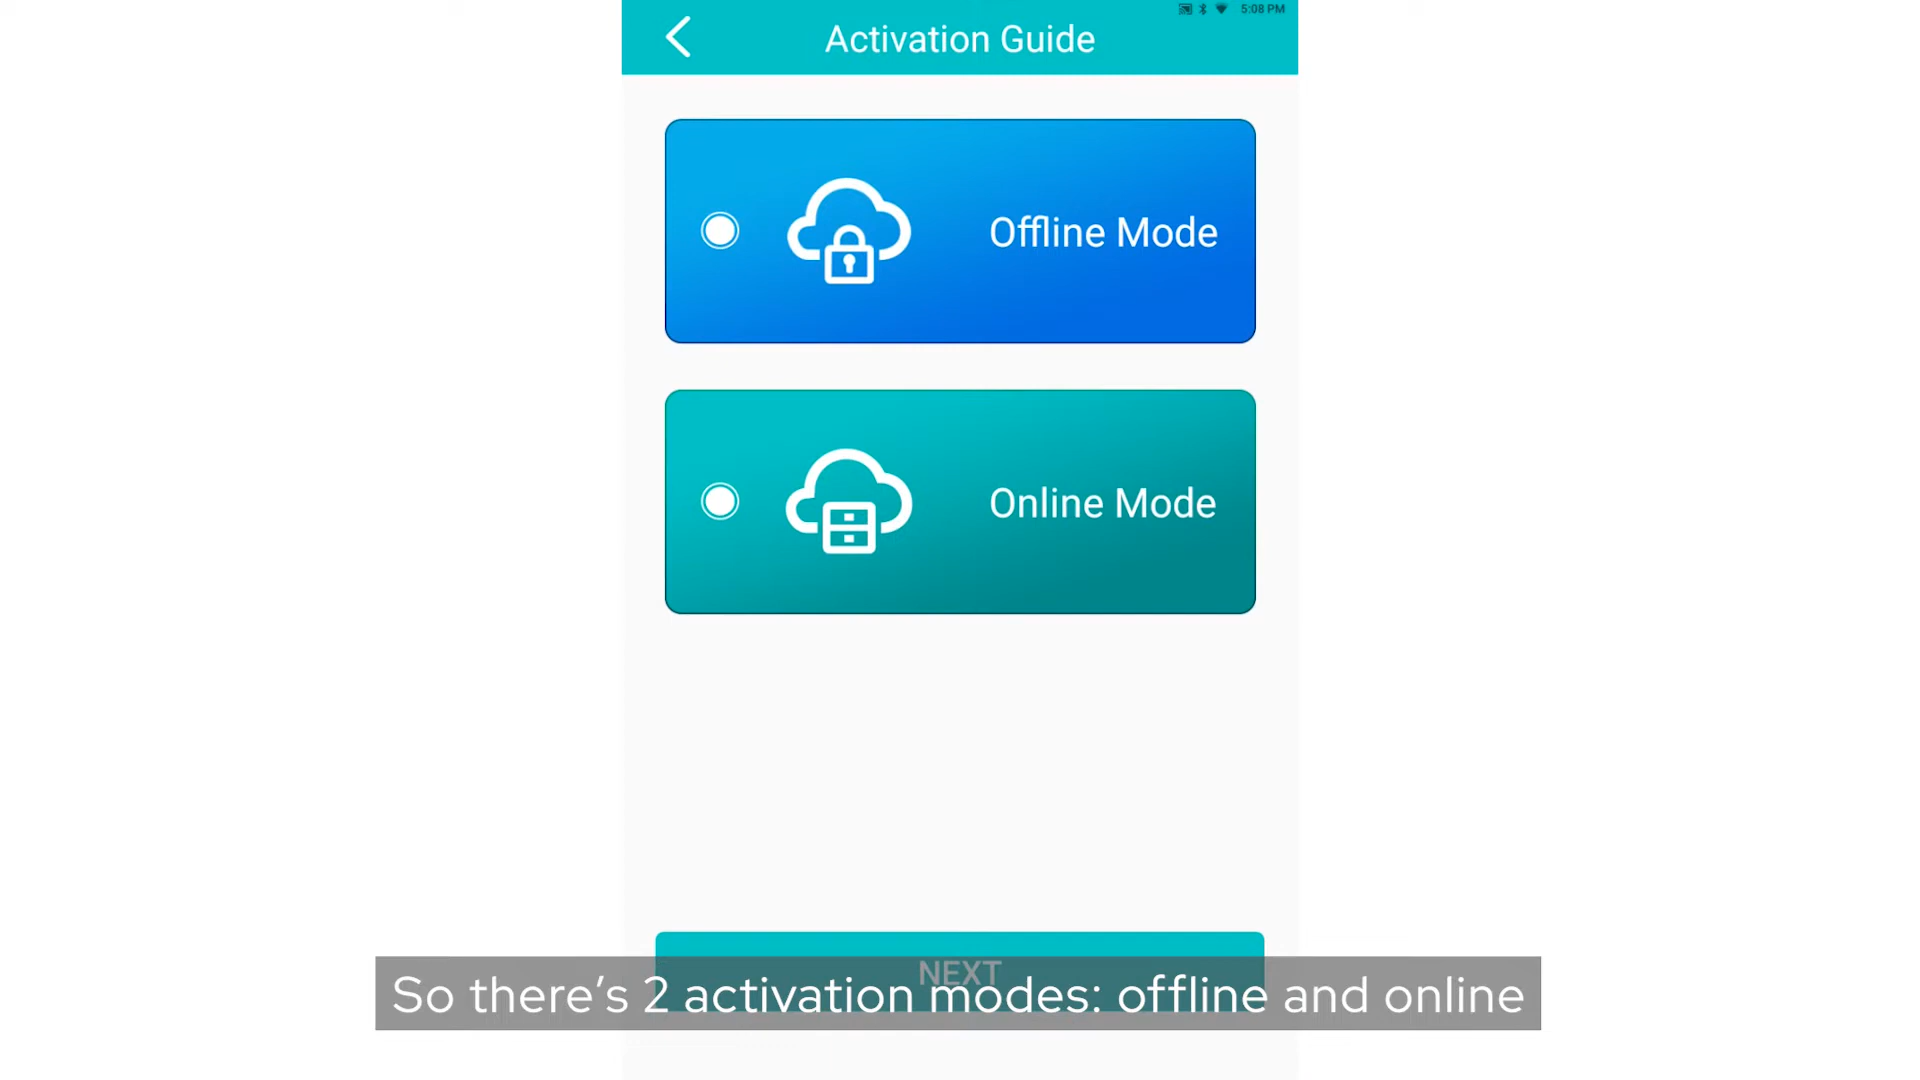 5:08 PM
Activation Guide
Offline Mode
Online Mode
NEXT
So there's 2 activation modes: offline and online